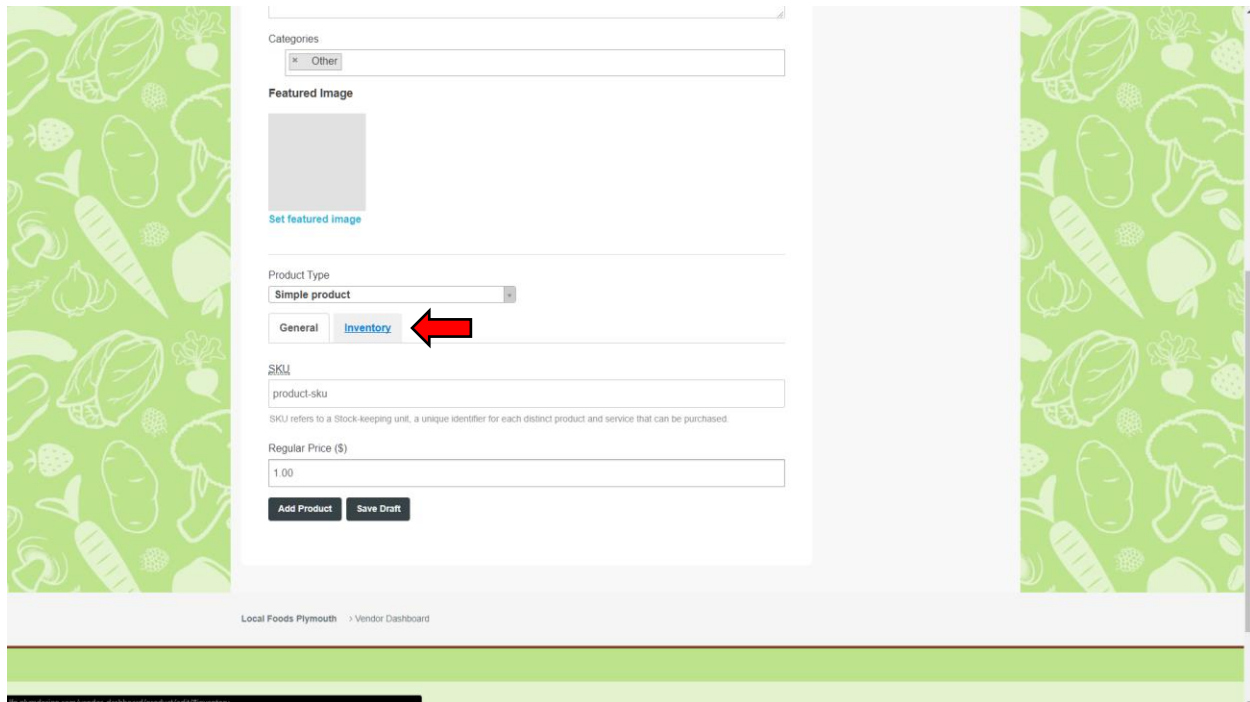 Categories
× Other
Featured Image
Set featured image
Product Type
Simple product
General Inventory
SKU
product-sku
SKU refers to a Stock-keeping unit, a unique identifier for each distinct product and service that can be purchased.
Regular Price ($)
1.00
Add Product Save Draft
Local Foods Plymouth › Vendor Dashboard